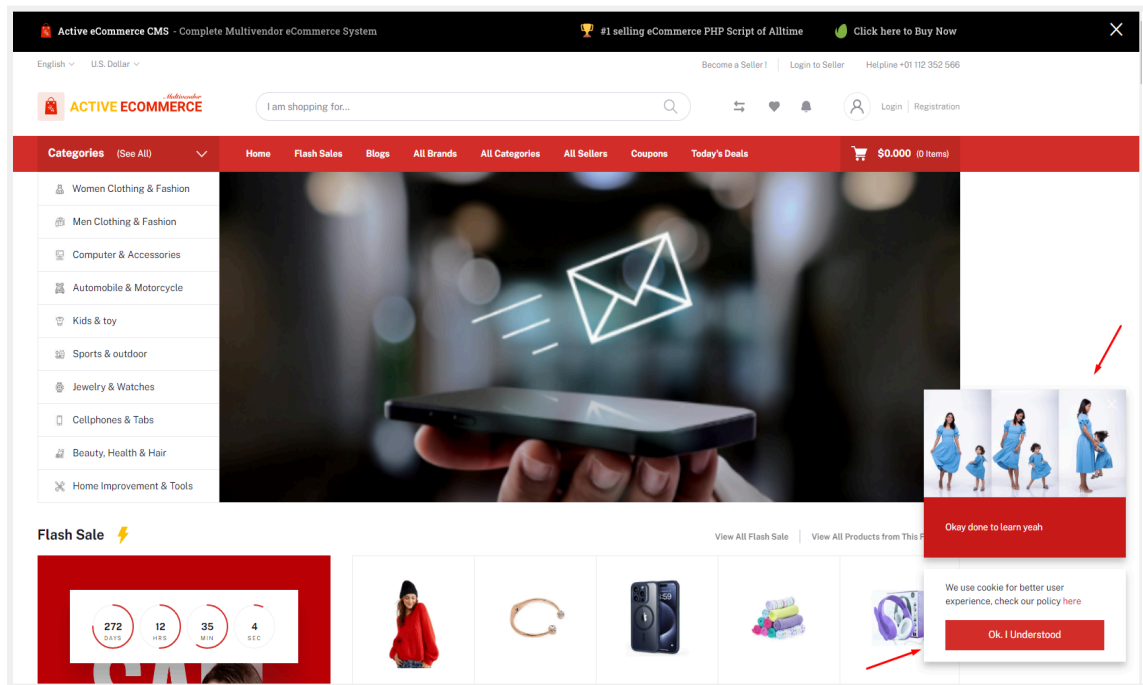 Active eCommerce CMS - Complete Multivendor eCommerce System
#1 selling eCommerce PHP Script of Alltime
Click here to Buy Now
English
U.S. Dollar
Become a Seller !
Login to Seller
Helpline +01 112 352 566
Multivendor
ACTIVE ECOMMERCE
I am shopping for...
Login
Registration
Categories (See All)
Home
Flash Sales
Blogs
All Brands
All Categories
All Sellers
Coupons
Today's Deals
$0.000 (0 Items)
Women Clothing & Fashion
Men Clothing & Fashion
Computer & Accessories
Automobile & Motorcycle
Kids & toy
Sports & outdoor
Jewelry & Watches
Cellphones & Tabs
Beauty, Health & Hair
Home Improvement & Tools
Okay done to learn yeah
Flash Sale
View All Flash Sale
View All Products from This
We use cookie for better user
experience, check our policy here
Ok. I Understood
272
DAYS
12
HRS
35
MIN
4
SEC